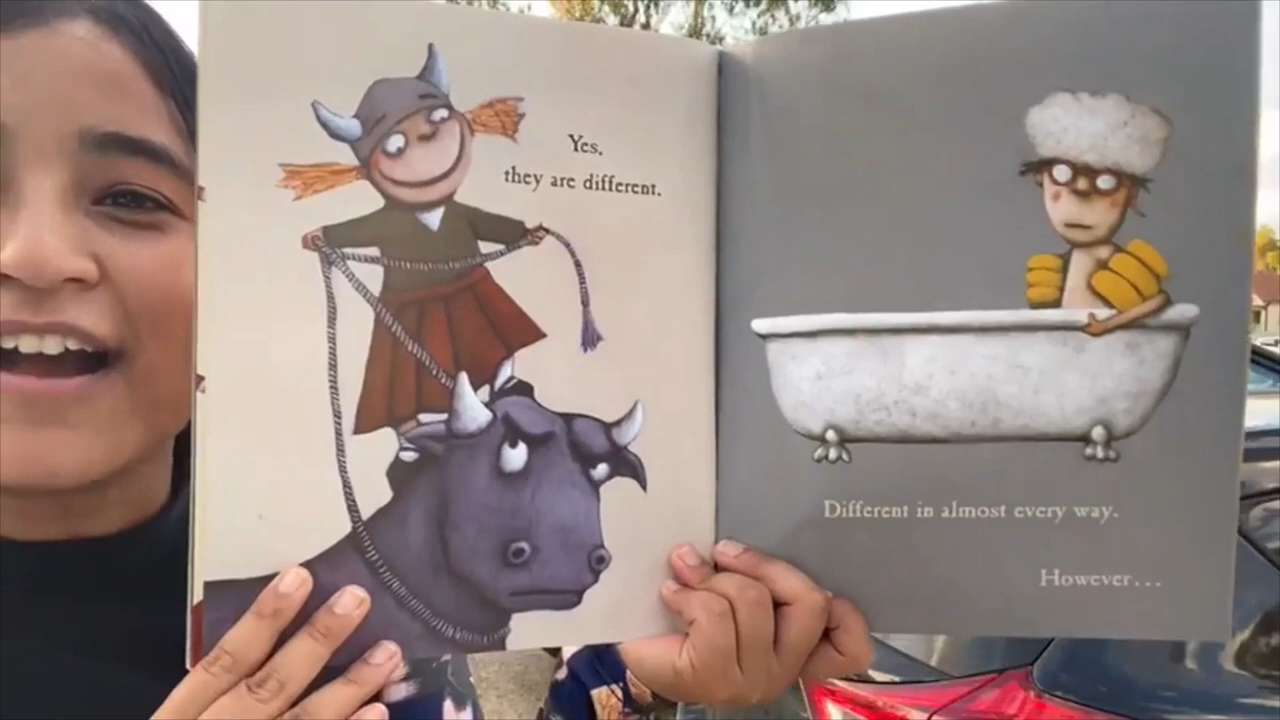 Yes.
they are different.
Different in almost every way.
However...